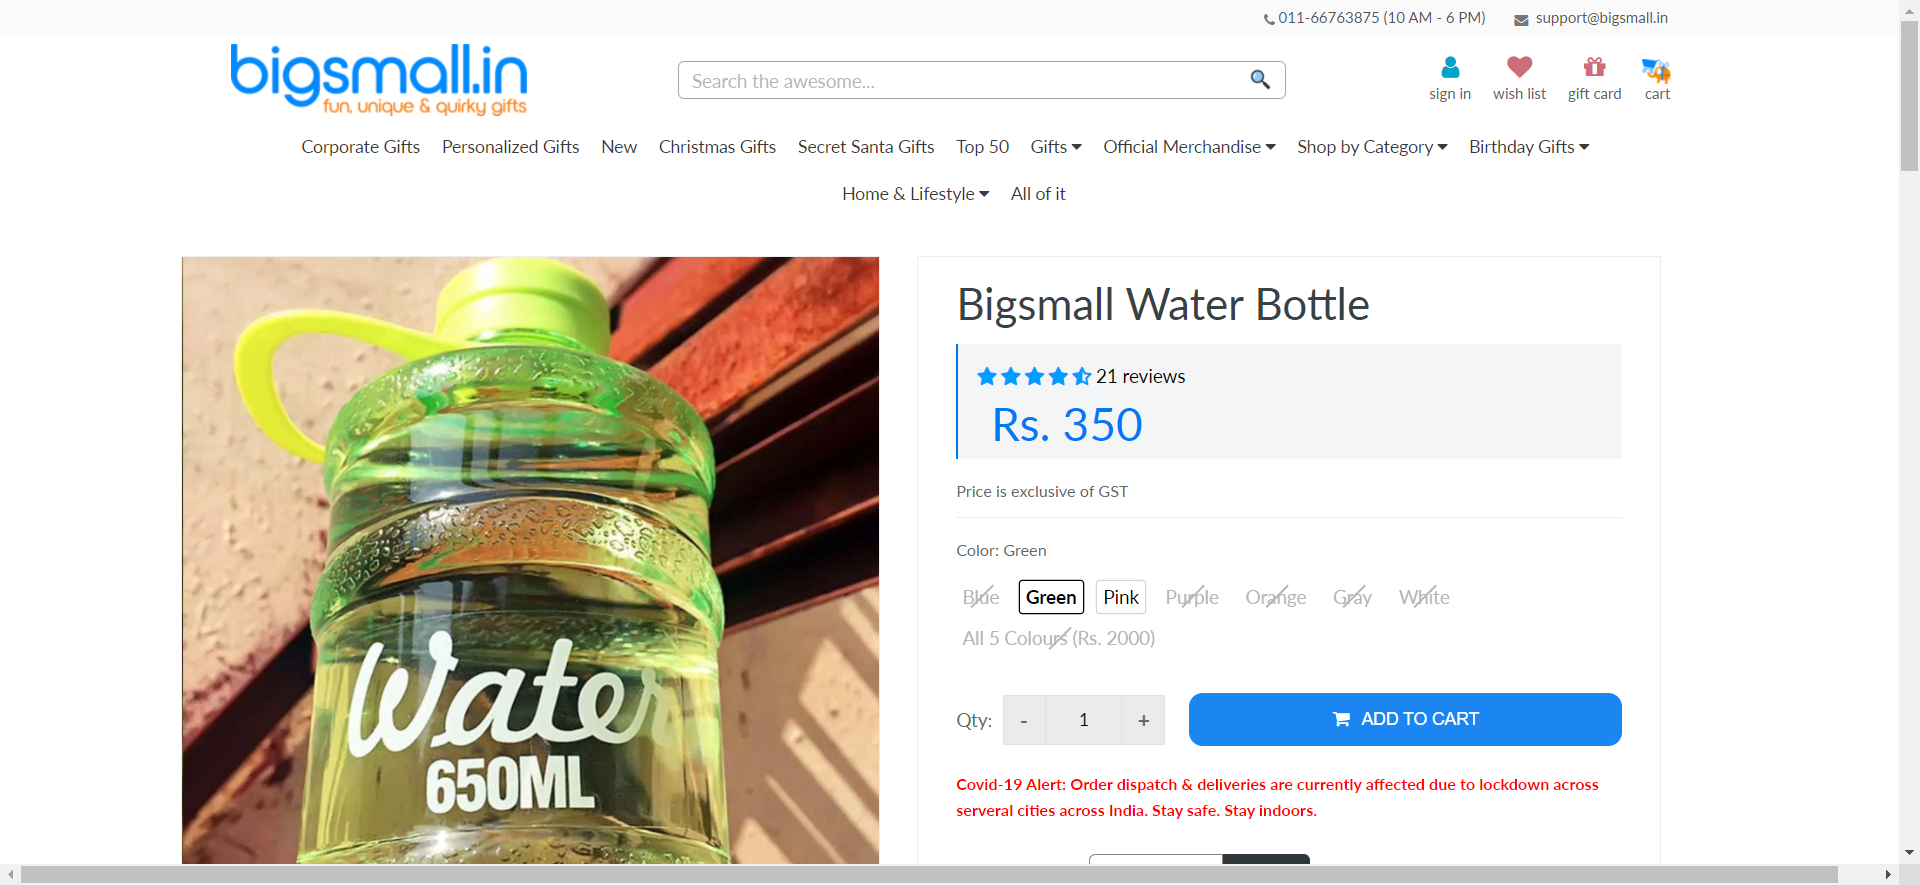 011-66763875 (10 AM - 6 PM) support@bigsmall.in
bigsmall.in
fun, unique & quirky gifts
Search the awesome...
sign in wish list gift card cart
Corporate Gifts Personalized Gifts New Christmas Gifts Secret Santa Gifts Top 50 Gifts Official Merchandise Shop by Category Birthday Gifts
Home & Lifestyle All of it
Bigsmall Water Bottle
21 reviews
Rs. 350
Price is exclusive of GST
Color: Green
Blue Green Pink Purple Orange Gray White
All 5 Colours (Rs. 2000)
Qty: - 1 + ADD TO CART
Covid-19 Alert: Order dispatch & deliveries are currently affected due to lockdown across
serveral cities across India. Stay safe. Stay indoors.
Water
650ML